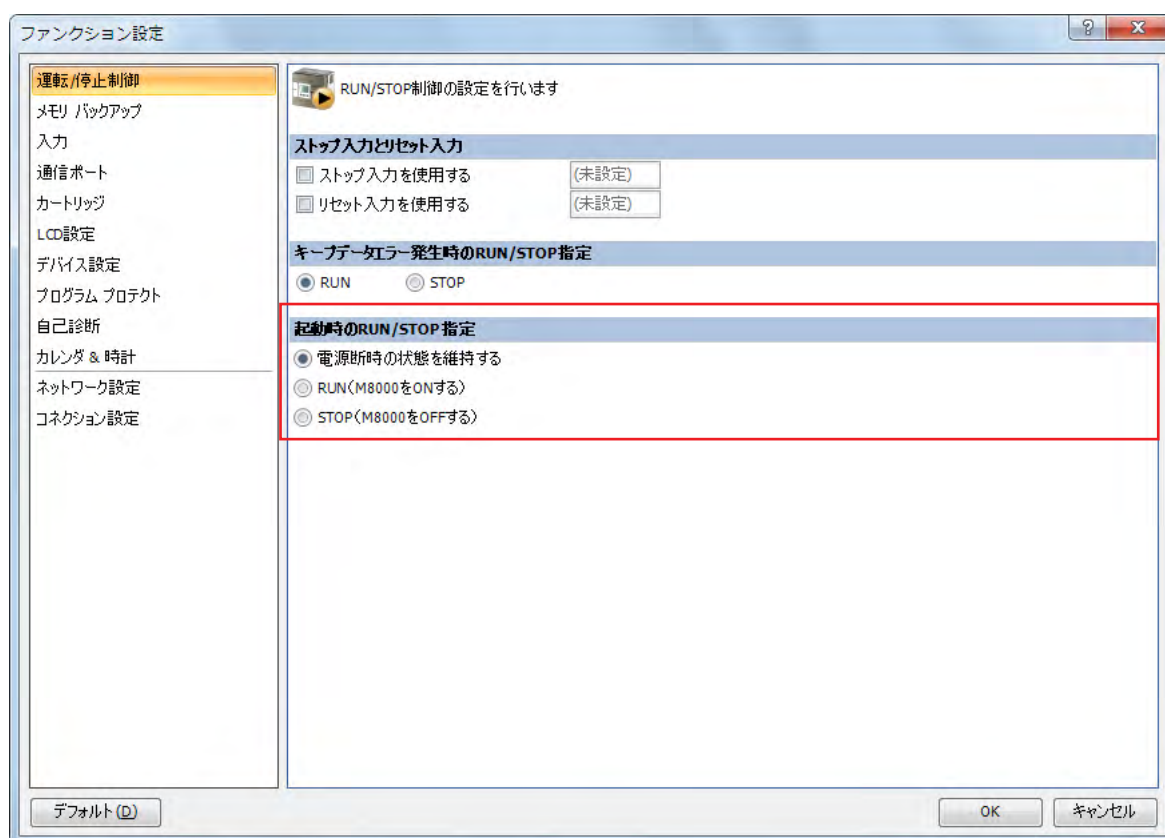 ファンクション設定
運転/停止制御
メモリ バックアップ
入力
通信ポート
カートリッジ
LCD設定
デバイス設定
プログラム プロテクト
自己診断
カレンダ & 時計
ネットワーク設定
コネクション設定
RUN/STOP制御の設定を行います
ストップ入力とリセット入力
ストップ入力を使用する (未設定)
リセット入力を使用する (未設定)
キープデータエラー発生時のRUN/STOP指定
RUN STOP
起動時のRUN/STOP指定
電源断時の状態を維持する
RUN(M8000をONする)
STOP(M8000をOFFする)
デフォルト(D) OK キャンセル